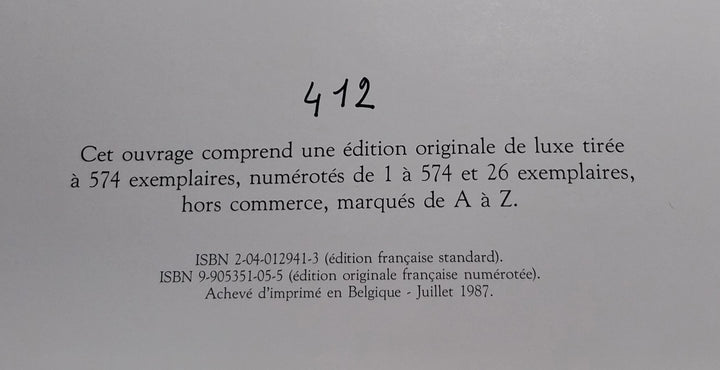 412
Cet ouvrage comprend une édition originale de luxe tirée
à 574 exemplaires, numérotés de 1 à 574 et 26 exemplaires,
hors commerce, marqués de A à Z.
ISBN 2-04-012941-3 (édition française standard).
ISBN 9-905351-05-5 (édition originale française numérotée).
Achevé d'imprimé en Belgique - Juillet 1987.